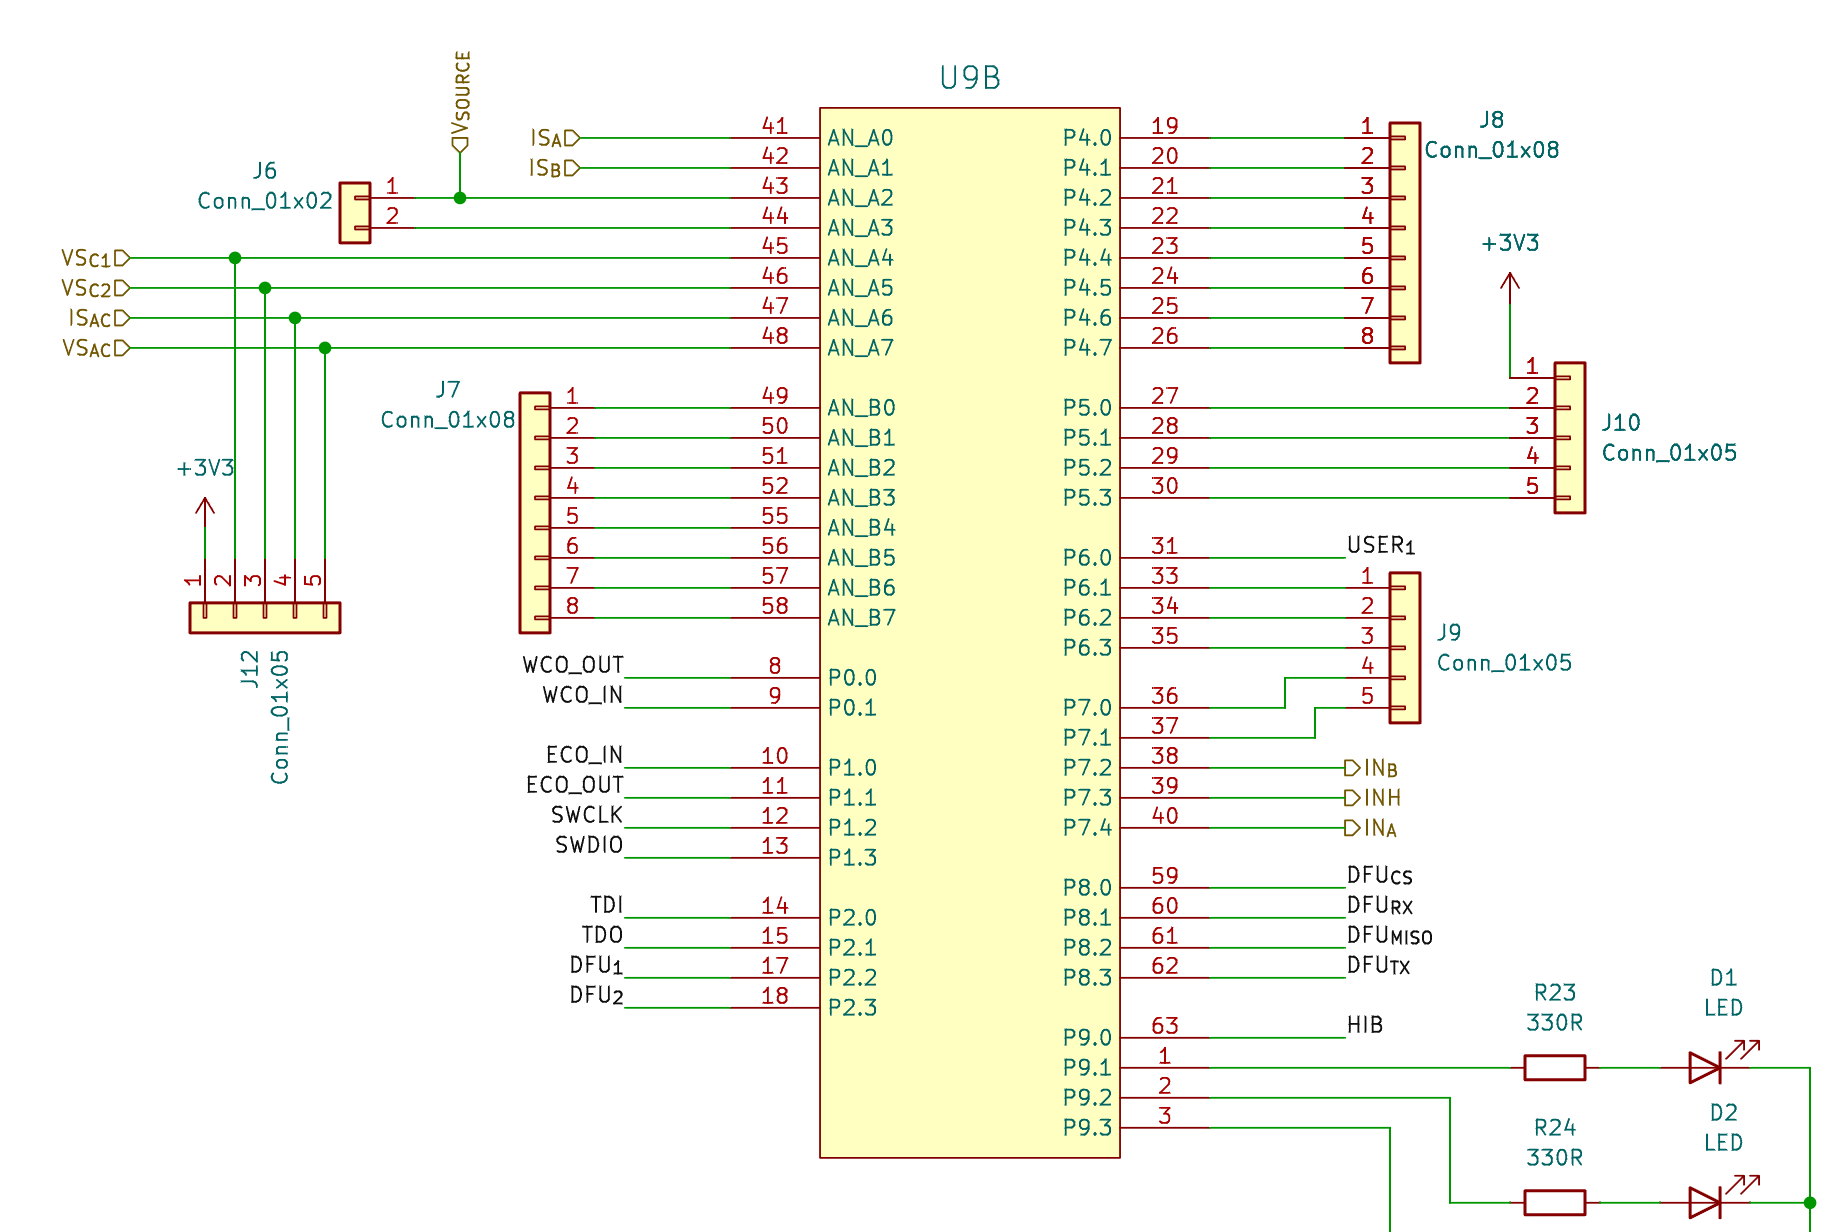 U9B
VSOURCE
J6
Conn_01x02
1
2
ISA
ISB
VSC1
VSC2
ISAC
VSAC
41 AN_A0
42 AN_A1
43 AN_A2
44 AN_A3
45 AN_A4
46 AN_A5
47 AN_A6
48 AN_A7
J7
Conn_01x08
1 49 AN_B0
2 50 AN_B1
3 51 AN_B2
4 52 AN_B3
5 55 AN_B4
6 56 AN_B5
7 57 AN_B6
8 58 AN_B7
+3V3
1 2 3 4 5
J12
Conn_01x05
WCO_OUT 8 P0.0
WCO_IN 9 P0.1
ECO_IN 10 P1.0
ECO_OUT 11 P1.1
SWCLK 12 P1.2
SWDIO 13 P1.3
TDI 14 P2.0
TDO 15 P2.1
DFU1 17 P2.2
DFU2 18 P2.3
J8
Conn_01x08
P4.0 19 1
P4.1 20 2
P4.2 21 3
P4.3 22 4
P4.4 23 5
P4.5 24 6
P4.6 25 7
P4.7 26 8
+3V3
1
P5.0 27 2
P5.1 28 3
P5.2 29 4
P5.3 30 5
J10
Conn_01x05
P6.0 31 USER1
P6.1 33 1
P6.2 34 2
P6.3 35 3
4
P7.0 36 5
J9
Conn_01x05
P7.1 37
P7.2 38 INB
P7.3 39 INH
P7.4 40 INA
P8.0 59 DFUCS
P8.1 60 DFURX
P8.2 61 DFUMISO
P8.3 62 DFUTX
P9.0 63 HIB
P9.1 1
P9.2 2
P9.3 3
R23
330R
D1
LED
R24
330R
D2
LED